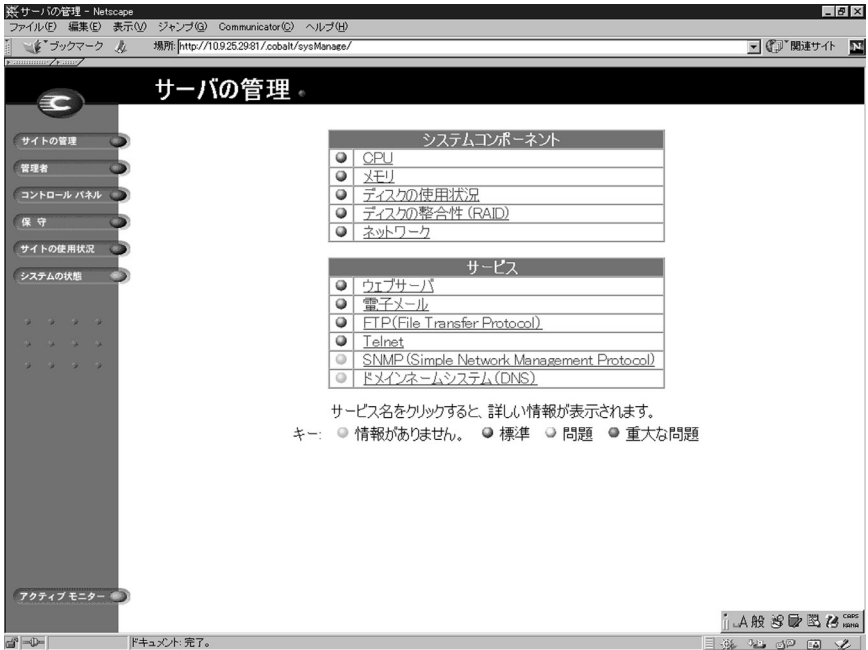 サーバの管理 - Netscape
ファイル(F) 編集(E) 表示(V) ジャンプ(G) Communicator(C) ヘルプ(H)
ブックマーク 場所: http://10.9.25.29:81/.cobalt/sysManage/ 関連サイト N
サーバの管理
サイトの管理
管理者
コントロール パネル
保 守
サイトの使用状況
システムの状態
システムコンポーネント
CPU
メモリ
ディスクの使用状況
ディスクの整合性 (RAID)
ネットワーク
サービス
ウェブサーバ
電子メール
FTP(File Transfer Protocol)
Telnet
SNMP (Simple Network Management Protocol)
ドメインネームシステム (DNS)
サービス名をクリックすると、詳しい情報が表示されます。
キー: 情報がありません。 標準 問題 重大な問題
アクティブ モニター
A 般 CAPS KANA
ドキュメント: 完了。